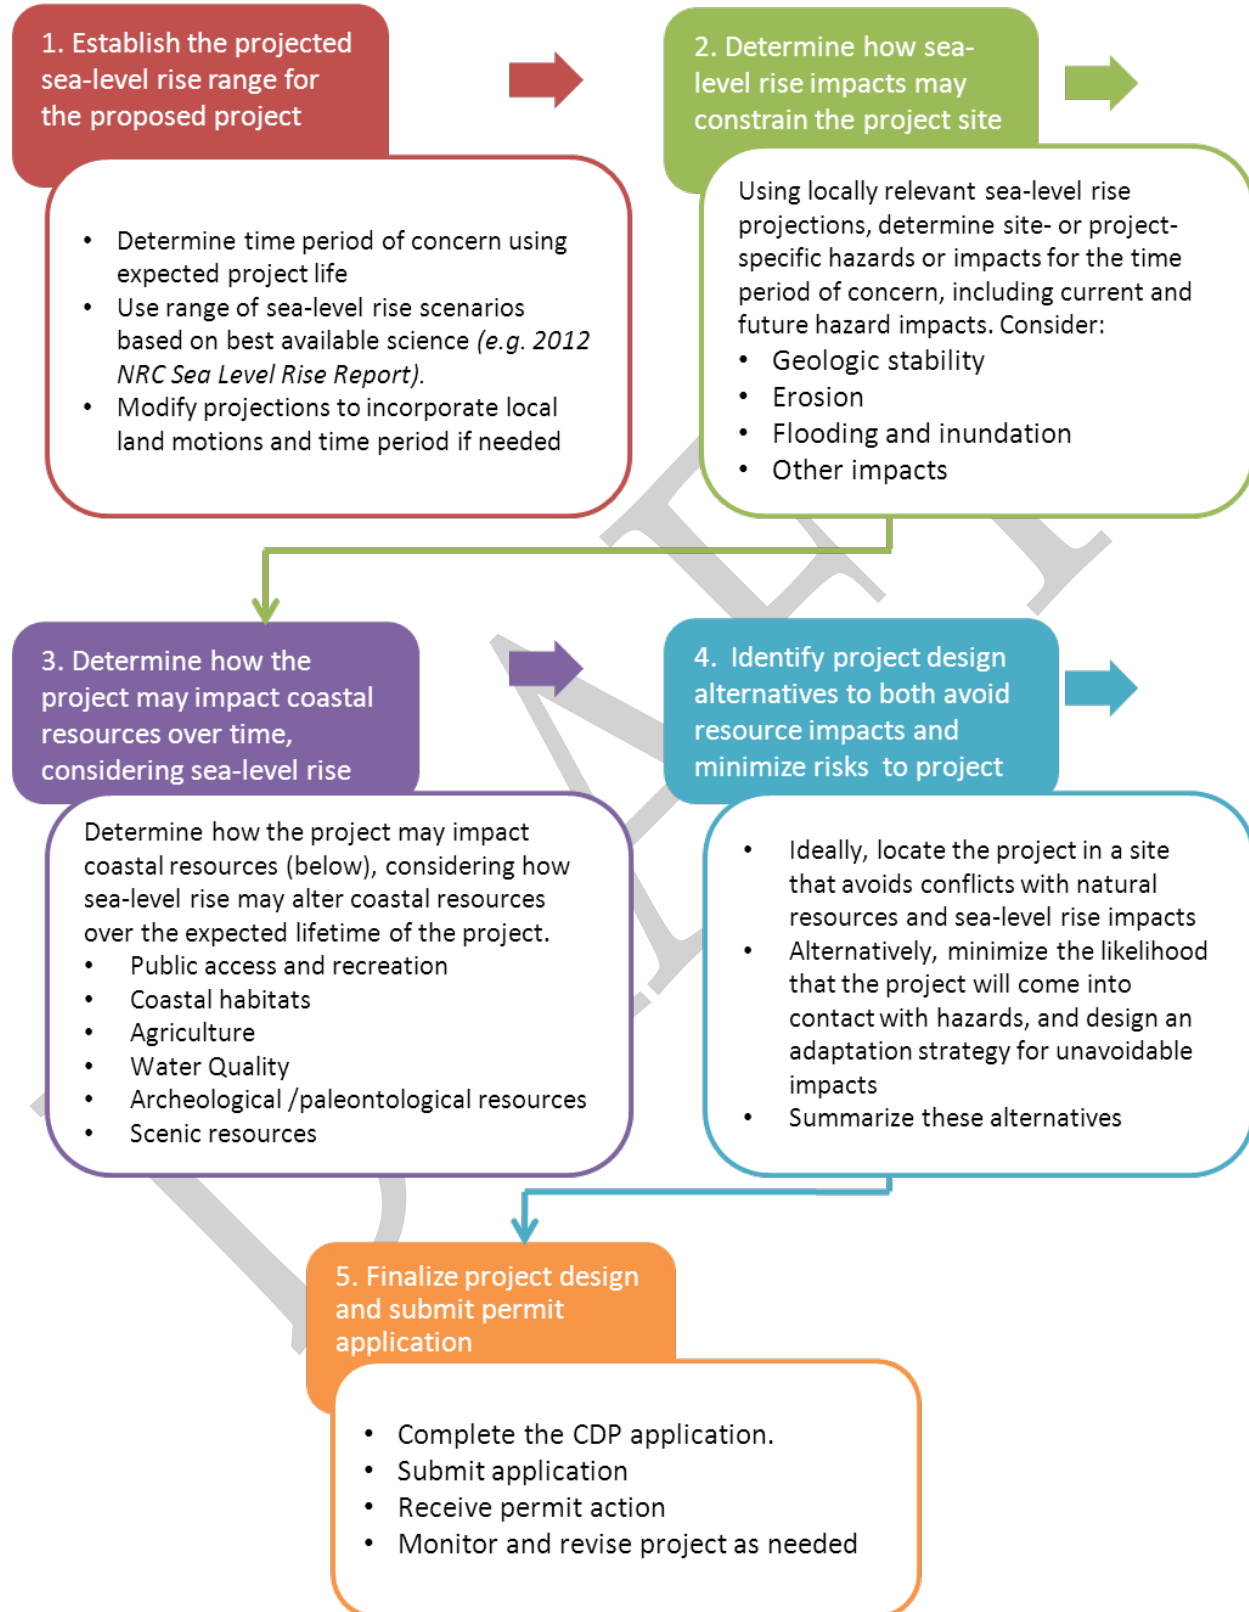 1. Establish the projected
sea-level rise range for
the proposed project
• Determine time period of concern using
expected project life
• Use range of sea-level rise scenarios
based on best available science (e.g. 2012
NRC Sea Level Rise Report).
• Modify projections to incorporate local
land motions and time period if needed
2. Determine how sea-
level rise impacts may
constrain the project site
Using locally relevant sea-level rise
projections, determine site- or project-
specific hazards or impacts for the time
period of concern, including current and
future hazard impacts. Consider:
• Geologic stability
• Erosion
• Flooding and inundation
• Other impacts
3. Determine how the
project may impact coastal
resources over time,
considering sea-level rise
Determine how the project may impact
coastal resources (below), considering how
sea-level rise may alter coastal resources
over the expected lifetime of the project.
• Public access and recreation
• Coastal habitats
• Agriculture
• Water Quality
• Archeological /paleontological resources
• Scenic resources
4. Identify project design
alternatives to both avoid
resource impacts and
minimize risks to project
• Ideally, locate the project in a site
that avoids conflicts with natural
resources and sea-level rise impacts
• Alternatively, minimize the likelihood
that the project will come into
contact with hazards, and design an
adaptation strategy for unavoidable
impacts
• Summarize these alternatives
5. Finalize project design
and submit permit
application
• Complete the CDP application.
• Submit application
• Receive permit action
• Monitor and revise project as needed
DRAFT